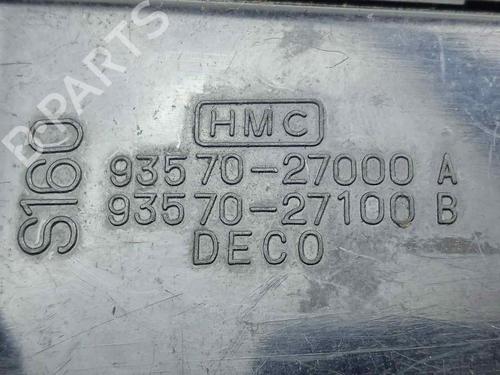 B-PARTS
HMC
S160
93570-27000 A
93570-27100 B
DECO